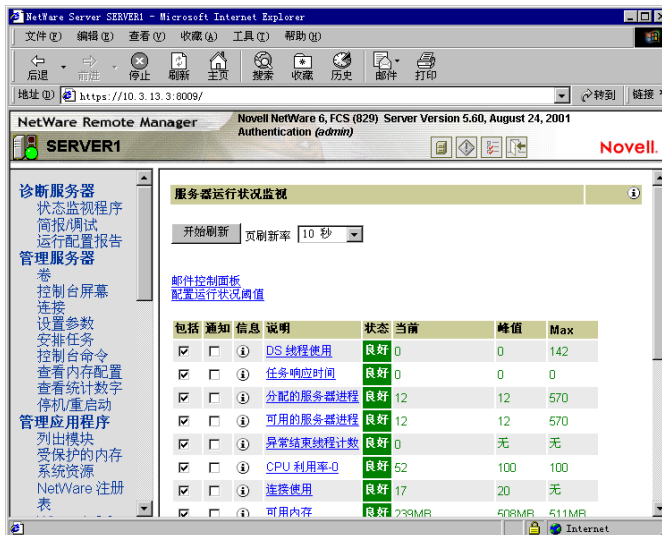 NetWare Server SERVER1 - Microsoft Internet Explorer
文件(F) 编辑(E) 查看(V) 收藏(A) 工具(T) 帮助(H)
后退 前进 停止 刷新 主页 搜索 收藏 历史 邮件 打印
地址(D) https://10.3.13.3:8009/ 转到 链接 »
NetWare Remote Manager
SERVER1
Novell NetWare 6, FCS (829) Server Version 5.60, August 24, 2001
Authentication (admin)
Novell.
诊断服务器
状态监视程序
简报/调试
运行配置报告
管理服务器
卷
控制台屏幕
连接
设置参数
安排任务
控制台命令
查看内存配置
查看统计数字
停机/重启动
管理应用程序
列出模块
受保护的内存
系统资源
NetWare 注册
表
服务器运行状况监视
开始刷新 页刷新率 10 秒
邮件控制面板
配置运行状况阈值
包括 通知 信息 说明 状态 当前 峰值 Max
DS 线程使用 良好 0 0 142
任务响应时间 良好 0 0 0
分配的服务器进程 良好 12 12 570
可用的服务器进程 良好 12 12 570
异常结束线程计数 良好 0 无 无
CPU 利用率-0 良好 52 100 100
连接使用 良好 17 20 无
可用内存 良好 239MB 508MB 511MB
Internet